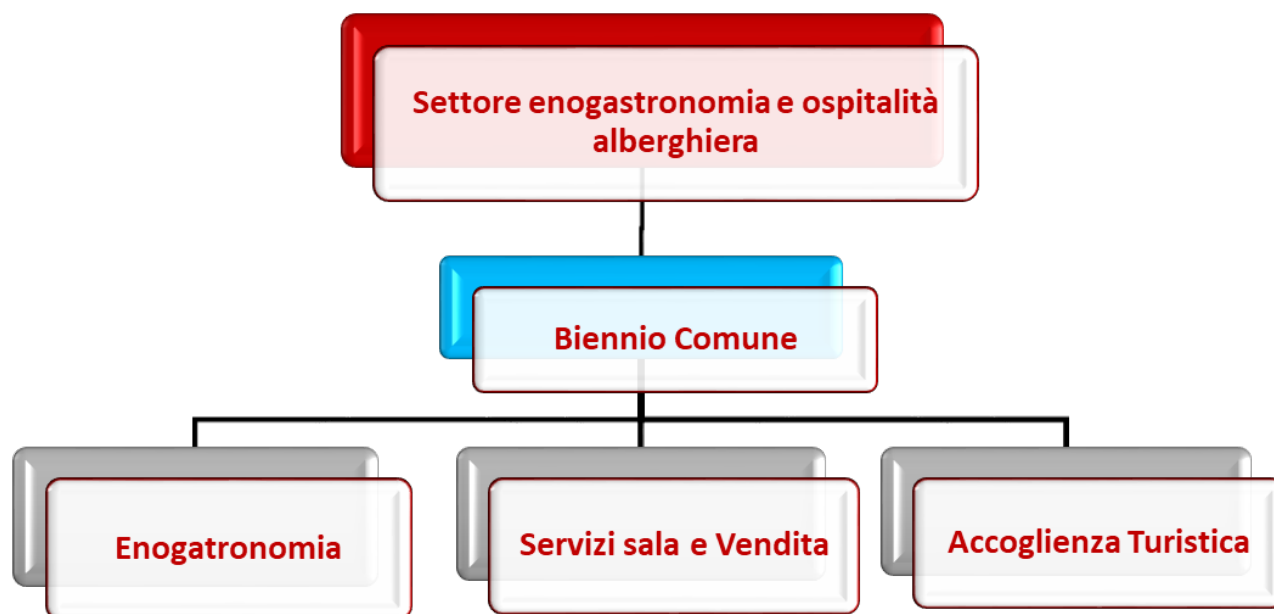 Settore enogastronomia e ospitalità
alberghiera
Biennio Comune
Enogatronomia
Servizi sala e Vendita
Accoglienza Turistica